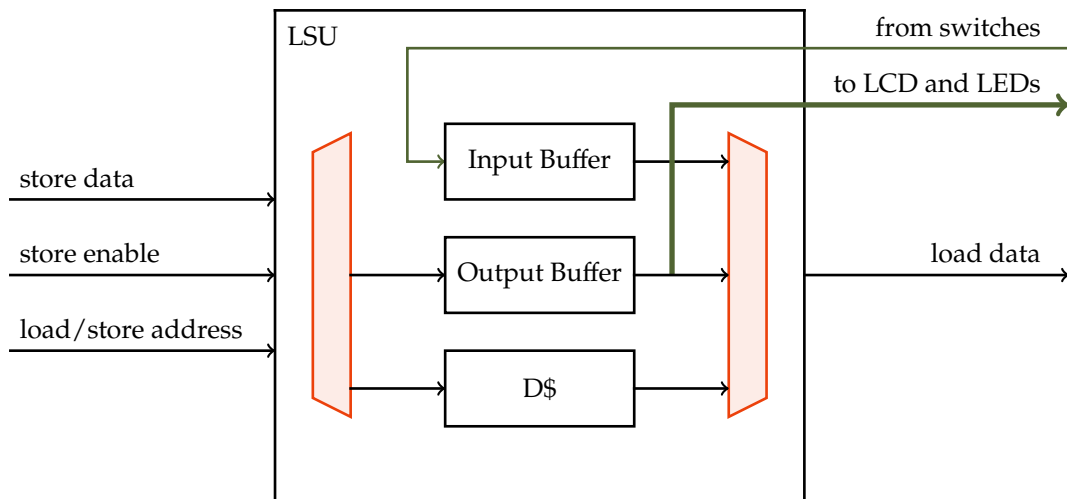 LSU
from switches
to LCD and LEDs
Input Buffer
store data
store enable
Output Buffer
load data
load/store address
D$